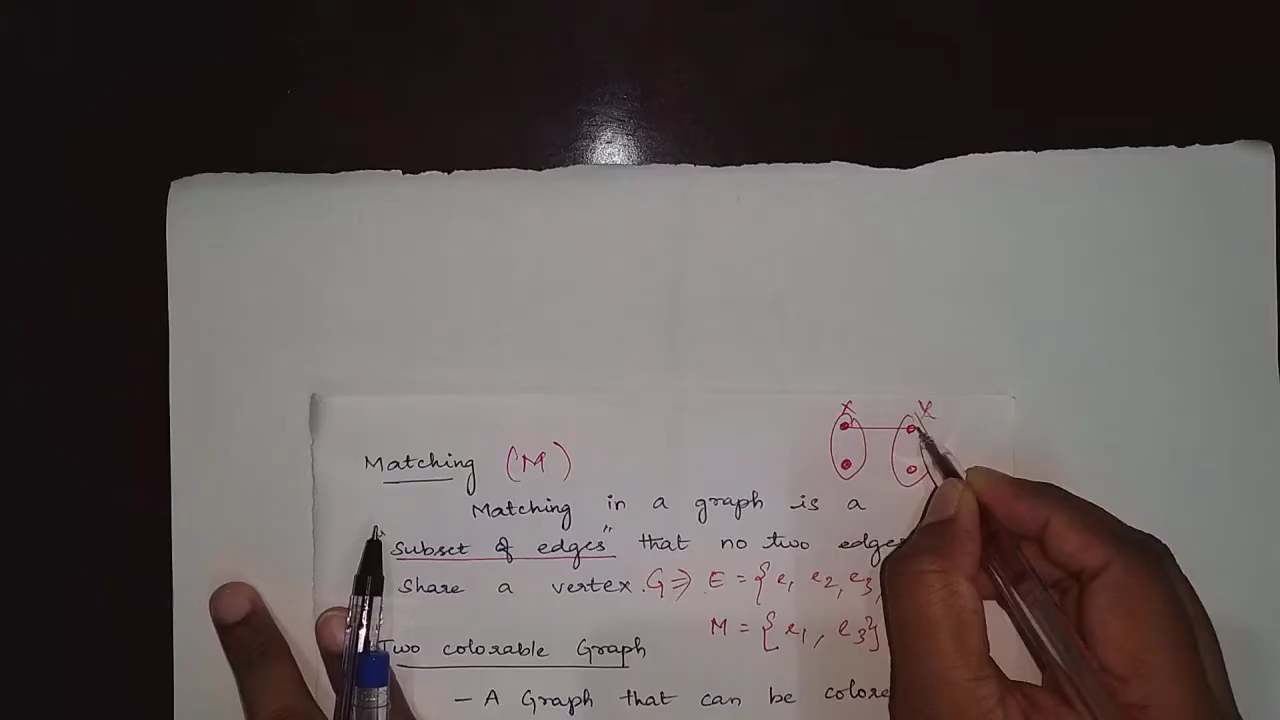 X Y
Matching (M)
Matching in a graph is a
"Subset of edges" that no two edges
Share a vertex. G ⇒ E = {e1, e2, e3,
M = {e1, e3}
Two colorable Graph
- A Graph that can be colore